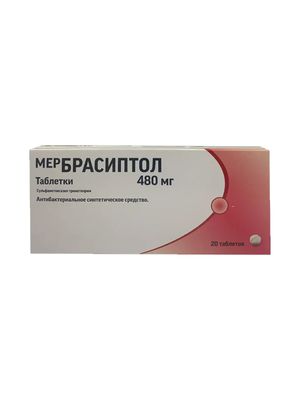 МЕРБРАСИПТОЛ
Таблетки 480 мг
Сульфаметоксазол триметоприм
Антибактериальное синтетическое средство.
20 таблеток